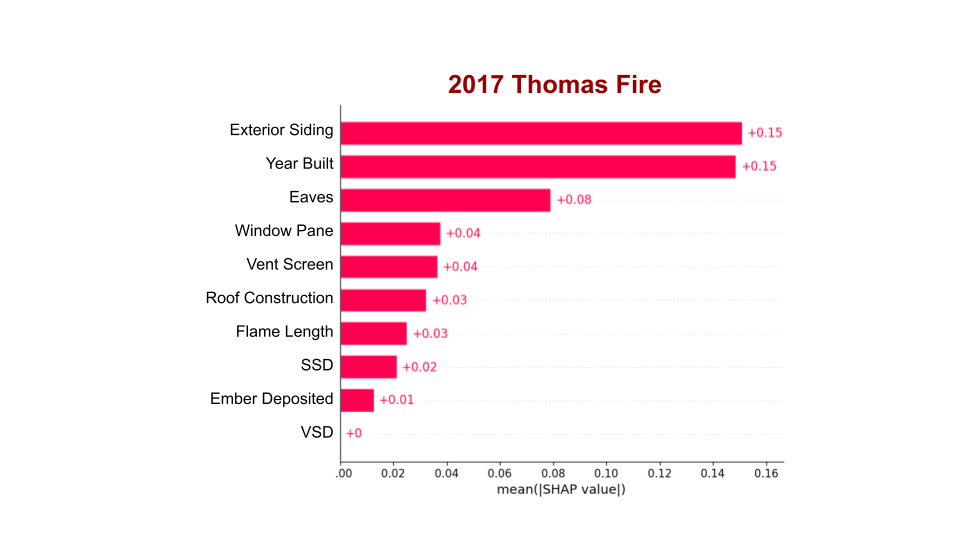 2017 Thomas Fire
Exterior Siding +0.15
Year Built +0.15
Eaves +0.08
Window Pane +0.04
Vent Screen +0.04
Roof Construction +0.03
Flame Length +0.03
SSD +0.02
Ember Deposited +0.01
VSD +0
.00 0.02 0.04 0.06 0.08 0.10 0.12 0.14 0.16
mean(|SHAP value|)